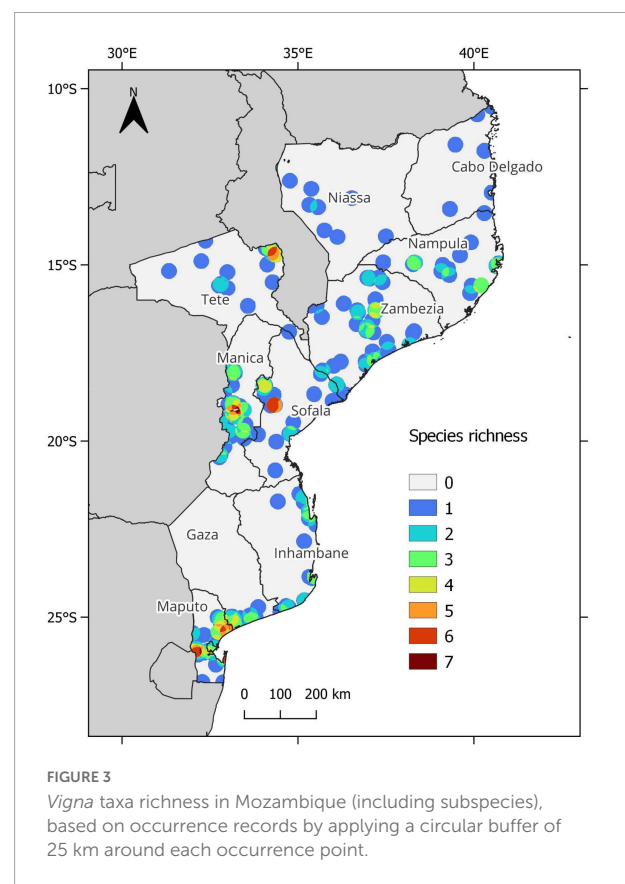 30°E 35°E 40°E
10°S
N
Cabo Delgado
Niassa
Nampula
15°S
Tete
Zambezia
Manica
Sofala
20°S
Species richness
0
1
2
3
4
5
6
7
Gaza
Inhambane
Maputo
25°S
0 100 200 km
FIGURE 3
Vigna taxa richness in Mozambique (including subspecies),
based on occurrence records by applying a circular buffer of
25 km around each occurrence point.